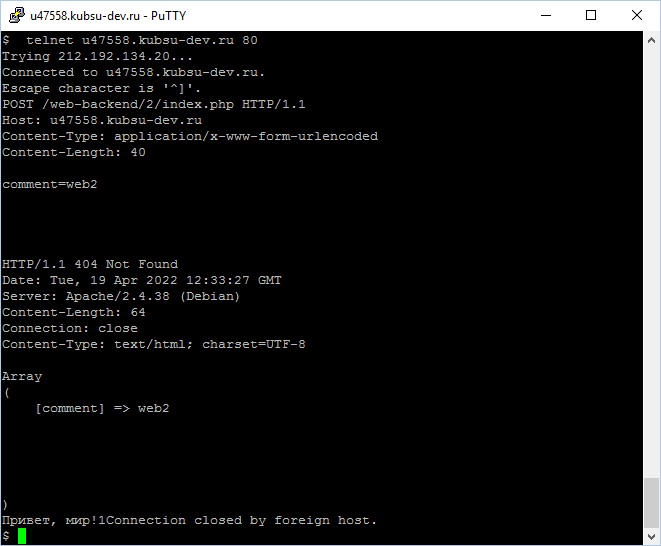 u47558.kubsu-dev.ru - PuTTY
$  telnet u47558.kubsu-dev.ru 80
Trying 212.192.134.20...
Connected to u47558.kubsu-dev.ru.
Escape character is '^]'.
POST /web-backend/2/index.php HTTP/1.1
Host: u47558.kubsu-dev.ru
Content-Type: application/x-www-form-urlencoded
Content-Length: 40
comment=web2
HTTP/1.1 404 Not Found
Date: Tue, 19 Apr 2022 12:33:27 GMT
Server: Apache/2.4.38 (Debian)
Content-Length: 64
Connection: close
Content-Type: text/html; charset=UTF-8
Array
(
    [comment] => web2
)
Привет, мир!1Connection closed by foreign host.
$